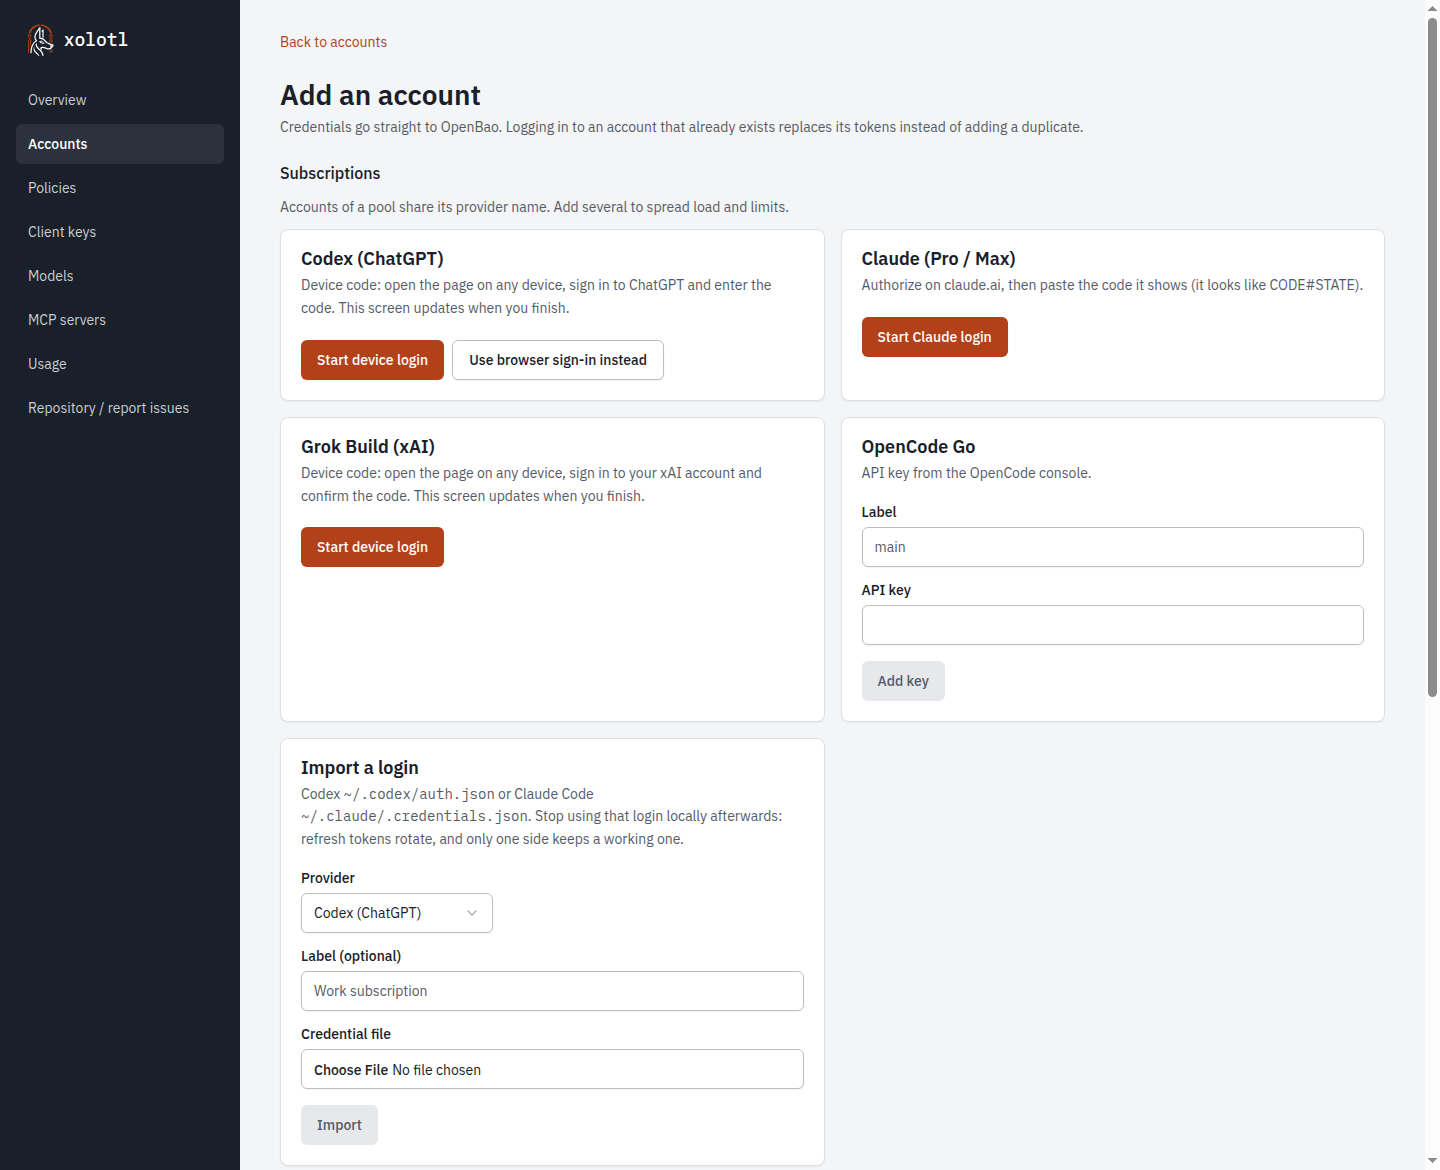 xolotl
Overview
Accounts
Policies
Client keys
Models
MCP servers
Usage
Repository / report issues
Back to accounts
Add an account
Credentials go straight to OpenBao. Logging in to an account that already exists replaces its tokens instead of adding a duplicate.
Subscriptions
Accounts of a pool share its provider name. Add several to spread load and limits.
Codex (ChatGPT)
Device code: open the page on any device, sign in to ChatGPT and enter the
code. This screen updates when you finish.
Start device login
Use browser sign-in instead
Claude (Pro / Max)
Authorize on claude.ai, then paste the code it shows (it looks like CODE#STATE).
Start Claude login
Grok Build (xAI)
Device code: open the page on any device, sign in to your xAI account and
confirm the code. This screen updates when you finish.
Start device login
OpenCode Go
API key from the OpenCode console.
Label
main
API key
Add key
Import a login
Codex ~/.codex/auth.json or Claude Code
~/.claude/.credentials.json. Stop using that login locally afterwards:
refresh tokens rotate, and only one side keeps a working one.
Provider
Codex (ChatGPT)
Label (optional)
Work subscription
Credential file
Choose File No file chosen
Import